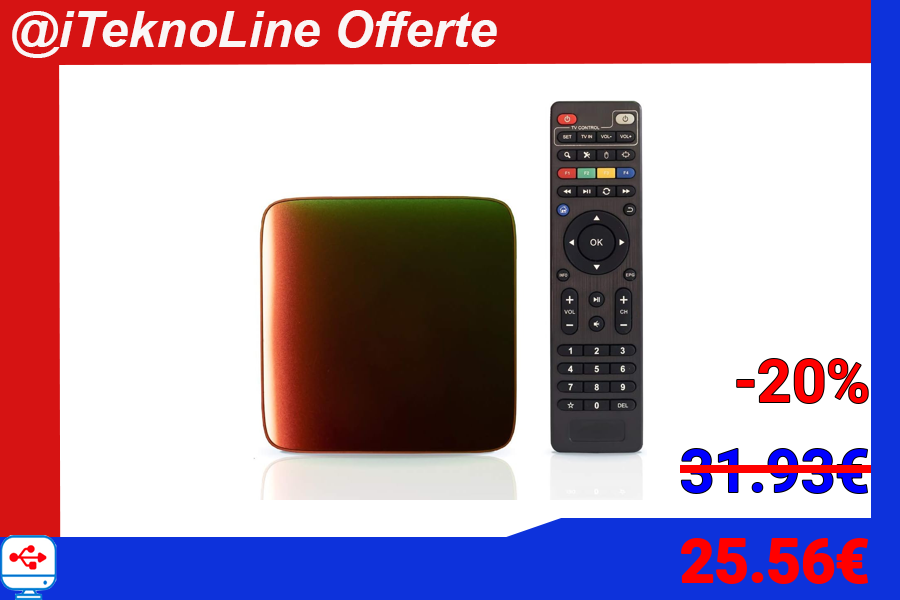 @iTeknoLine Offerte
TV CONTROL
SET TV IN VOL- VOL+
F1 F2 F3 F4
OK
INFO EPG
+ +
VOL CH
- -
1 2 3
4 5 6
7 8 9
☆ 0 DEL
-20%
31.93€
25.56€